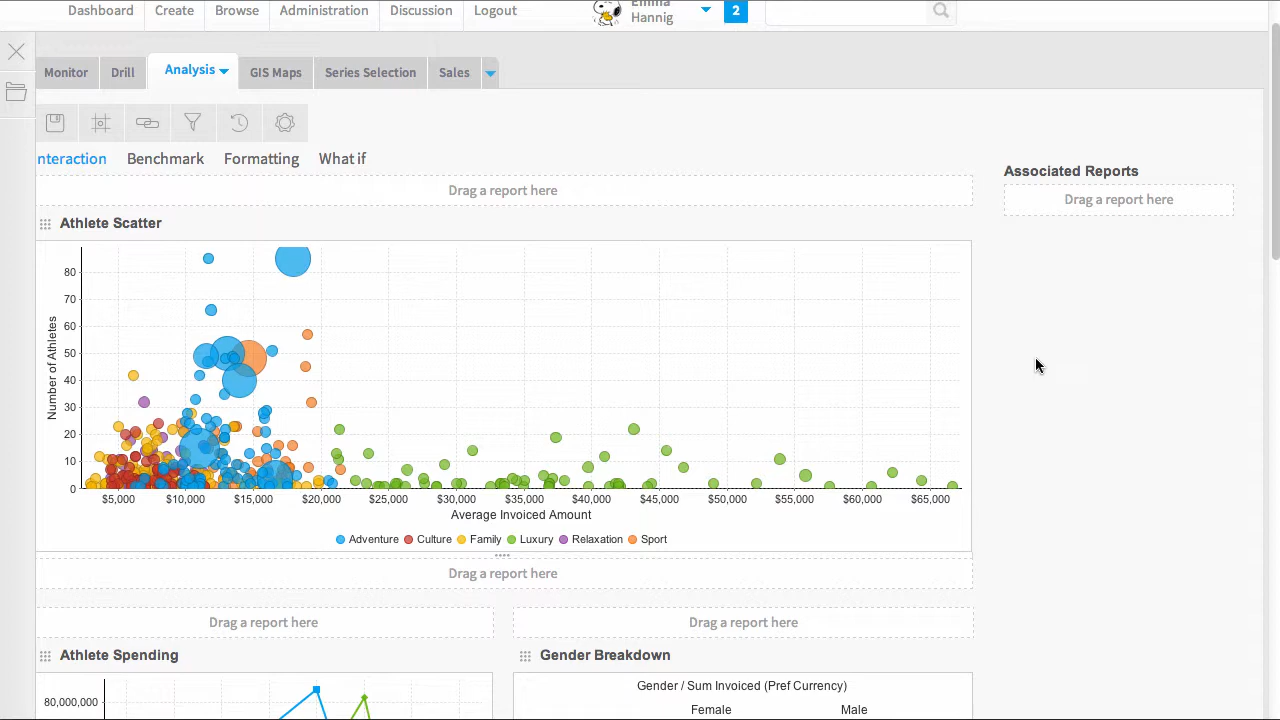 Dashboard Create Browse Administration Discussion Logout
Emma
Hannig
2
Monitor Drill Analysis GIS Maps Series Selection Sales
nteraction Benchmark Formatting What if
Associated Reports
Drag a report here
Drag a report here
Athlete Scatter
Number of Athletes
80
70
60
50
40
30
20
10
0
$5,000 $10,000 $15,000 $20,000 $25,000 $30,000 $35,000 $40,000 $45,000 $50,000 $55,000 $60,000 $65,000
Average Invoiced Amount
Adventure Culture Family Luxury Relaxation Sport
Drag a report here
Drag a report here
Drag a report here
Athlete Spending
Gender Breakdown
80,000,000
Gender / Sum Invoiced (Pref Currency)
Female Male